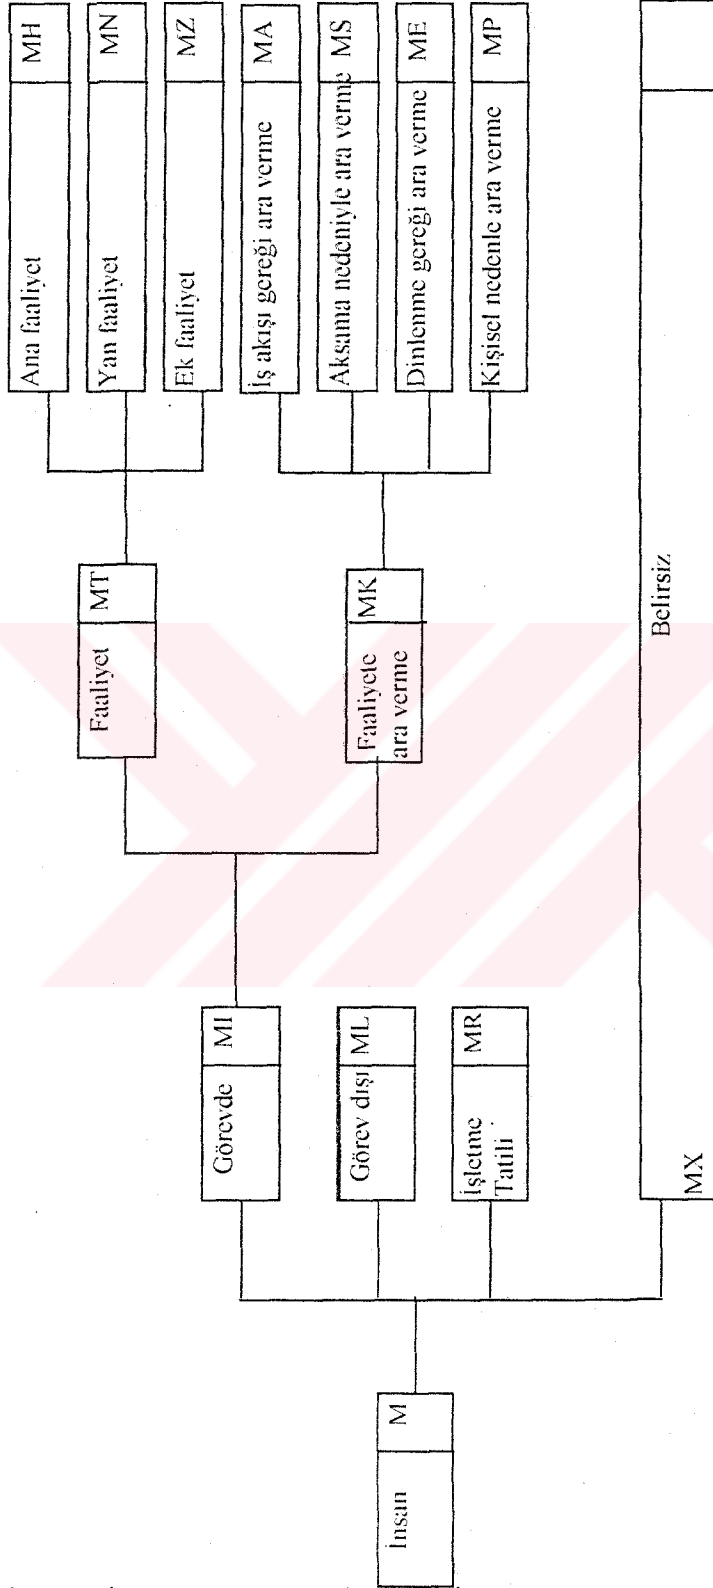 İnsan
M
Görevde
MI
Görev dışı
ML
İşletme
Tatili
MR
MX
Belirsiz
Faaliyet
MT
Faaliyete
ara verme
MK
Ana faaliyet
MH
Yan faaliyet
MN
Ek faaliyet
MZ
İş akışı gereği ara verme
MA
Aksama nedeniyle ara verme
MS
Dinlenme gereği ara verme
ME
Kişisel nedenle ara verme
MP